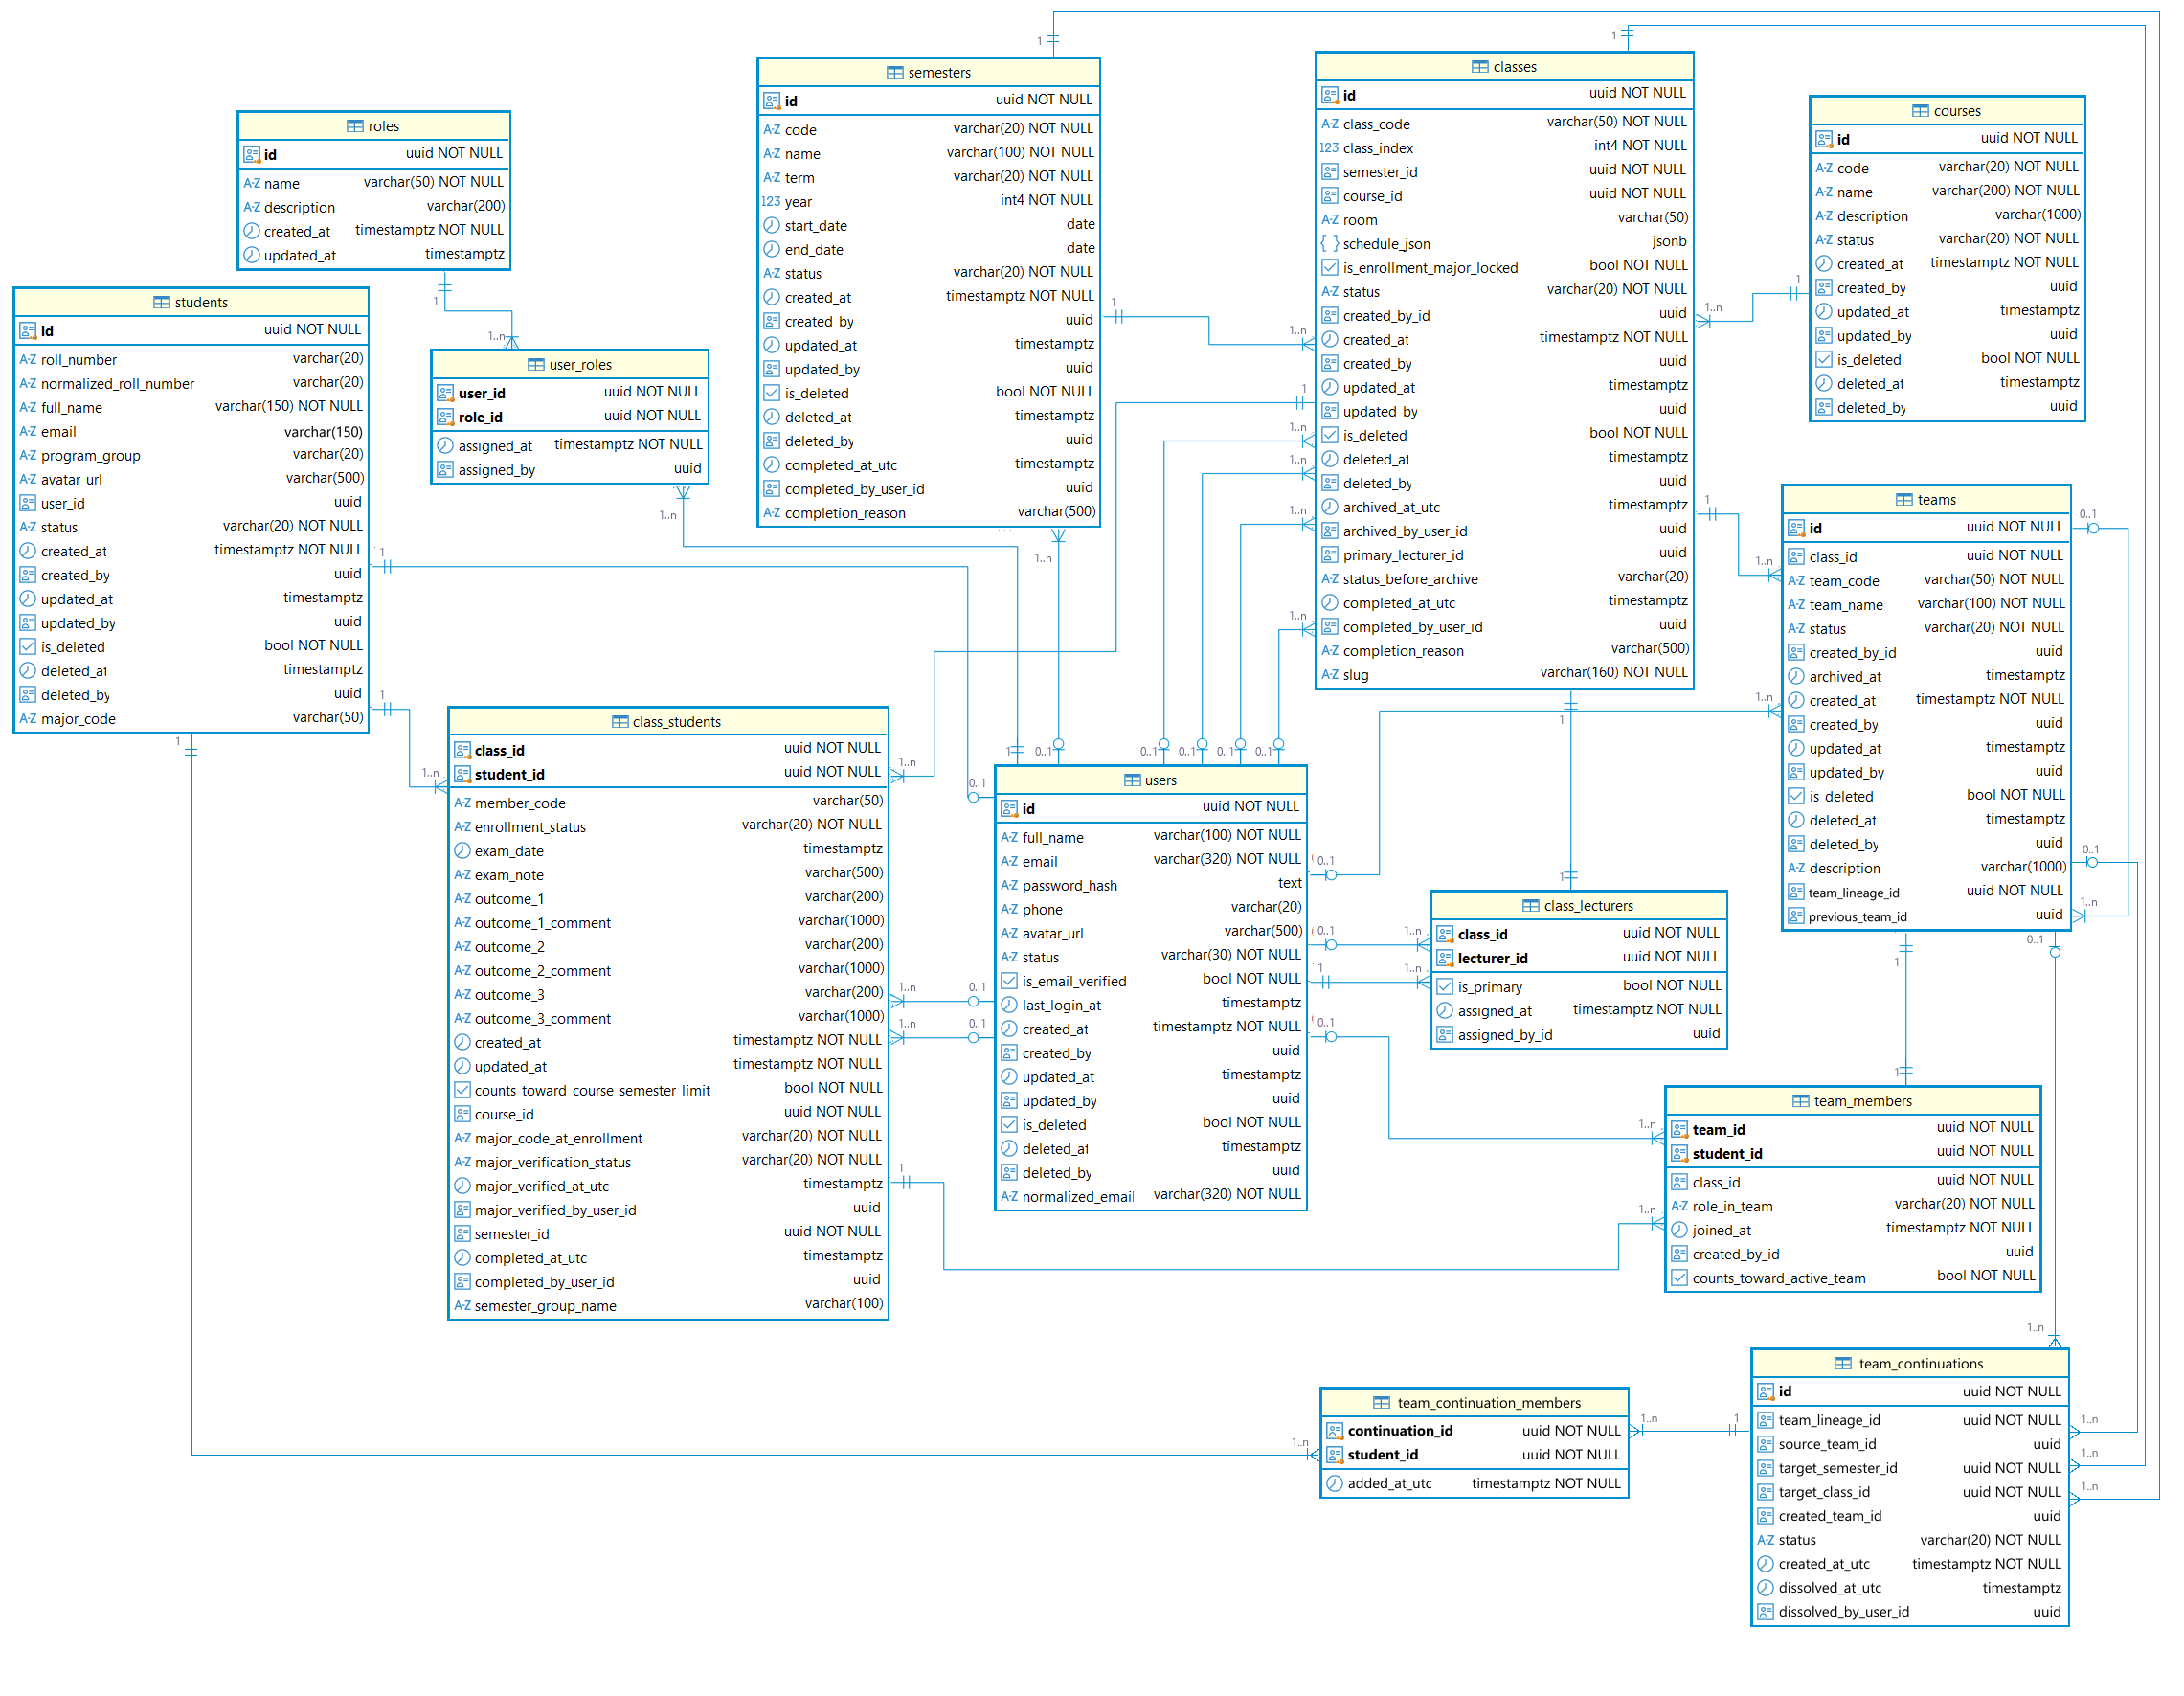 semesters
id uuid NOT NULL
code varchar(20) NOT NULL
name varchar(100) NOT NULL
term varchar(20) NOT NULL
year int4 NOT NULL
start_date date
end_date date
status varchar(20) NOT NULL
created_at timestamptz NOT NULL
created_by uuid
updated_at timestamptz
updated_by uuid
is_deleted bool NOT NULL
deleted_at timestamptz
deleted_by uuid
completed_at_utc timestamptz
completed_by_user_id uuid
completion_reason varchar(500)
classes
id uuid NOT NULL
class_code varchar(50) NOT NULL
class_index int4 NOT NULL
semester_id uuid NOT NULL
course_id uuid NOT NULL
room varchar(50)
schedule_json jsonb
is_enrollment_major_locked bool NOT NULL
status varchar(20) NOT NULL
created_by_id uuid
created_at timestamptz NOT NULL
created_by uuid
updated_at timestamptz
updated_by uuid
is_deleted bool NOT NULL
deleted_at timestamptz
deleted_by uuid
archived_at_utc timestamptz
archived_by_user_id uuid
primary_lecturer_id uuid
status_before_archive varchar(20)
completed_at_utc timestamptz
completed_by_user_id uuid
completion_reason varchar(500)
slug varchar(160) NOT NULL
courses
id uuid NOT NULL
code varchar(20) NOT NULL
name varchar(200) NOT NULL
description varchar(1000)
status varchar(20) NOT NULL
created_at timestamptz NOT NULL
created_by uuid
updated_at timestamptz
updated_by uuid
is_deleted bool NOT NULL
deleted_at timestamptz
deleted_by uuid
roles
id uuid NOT NULL
name varchar(50) NOT NULL
description varchar(200)
created_at timestamptz NOT NULL
updated_at timestamptz
students
id uuid NOT NULL
roll_number varchar(20)
normalized_roll_number varchar(20)
full_name varchar(150) NOT NULL
email varchar(150)
program_group varchar(20)
avatar_url varchar(500)
user_id uuid
status varchar(20) NOT NULL
created_at timestamptz NOT NULL
created_by uuid
updated_at timestamptz
updated_by uuid
is_deleted bool NOT NULL
deleted_at timestamptz
deleted_by uuid
major_code varchar(50)
user_roles
user_id uuid NOT NULL
role_id uuid NOT NULL
assigned_at timestamptz NOT NULL
assigned_by uuid
teams
id uuid NOT NULL
class_id uuid NOT NULL
team_code varchar(50) NOT NULL
team_name varchar(100) NOT NULL
status varchar(20) NOT NULL
created_by_id uuid
archived_at timestamptz
created_at timestamptz NOT NULL
created_by uuid
updated_at timestamptz
updated_by uuid
is_deleted bool NOT NULL
deleted_at timestamptz
deleted_by uuid
description varchar(1000)
team_lineage_id uuid NOT NULL
previous_team_id uuid
class_students
class_id uuid NOT NULL
student_id uuid NOT NULL
member_code varchar(50)
enrollment_status varchar(20) NOT NULL
exam_date timestamptz
exam_note varchar(500)
outcome_1 varchar(200)
outcome_1_comment varchar(1000)
outcome_2 varchar(200)
outcome_2_comment varchar(1000)
outcome_3 varchar(200)
outcome_3_comment varchar(1000)
created_at timestamptz NOT NULL
updated_at timestamptz NOT NULL
counts_toward_course_semester_limit bool NOT NULL
course_id uuid NOT NULL
major_code_at_enrollment varchar(20) NOT NULL
major_verification_status varchar(20) NOT NULL
major_verified_at_utc timestamptz
major_verified_by_user_id uuid
semester_id uuid NOT NULL
completed_at_utc timestamptz
completed_by_user_id uuid
semester_group_name varchar(100)
users
id uuid NOT NULL
full_name varchar(100) NOT NULL
email varchar(320) NOT NULL
password_hash text
phone varchar(20)
avatar_url varchar(500)
status varchar(30) NOT NULL
is_email_verified bool NOT NULL
last_login_at timestamptz
created_at timestamptz NOT NULL
created_by uuid
updated_at timestamptz
updated_by uuid
is_deleted bool NOT NULL
deleted_at timestamptz
deleted_by uuid
normalized_email varchar(320) NOT NULL
class_lecturers
class_id uuid NOT NULL
lecturer_id uuid NOT NULL
is_primary bool NOT NULL
assigned_at timestamptz NOT NULL
assigned_by_id uuid
team_members
team_id uuid NOT NULL
student_id uuid NOT NULL
class_id uuid NOT NULL
role_in_team varchar(20) NOT NULL
joined_at timestamptz NOT NULL
created_by_id uuid
counts_toward_active_team bool NOT NULL
team_continuation_members
continuation_id uuid NOT NULL
student_id uuid NOT NULL
added_at_utc timestamptz NOT NULL
team_continuations
id uuid NOT NULL
team_lineage_id uuid NOT NULL
source_team_id uuid
target_semester_id uuid NOT NULL
target_class_id uuid NOT NULL
created_team_id uuid
status varchar(20) NOT NULL
created_at_utc timestamptz NOT NULL
dissolved_at_utc timestamptz
dissolved_by_user_id uuid